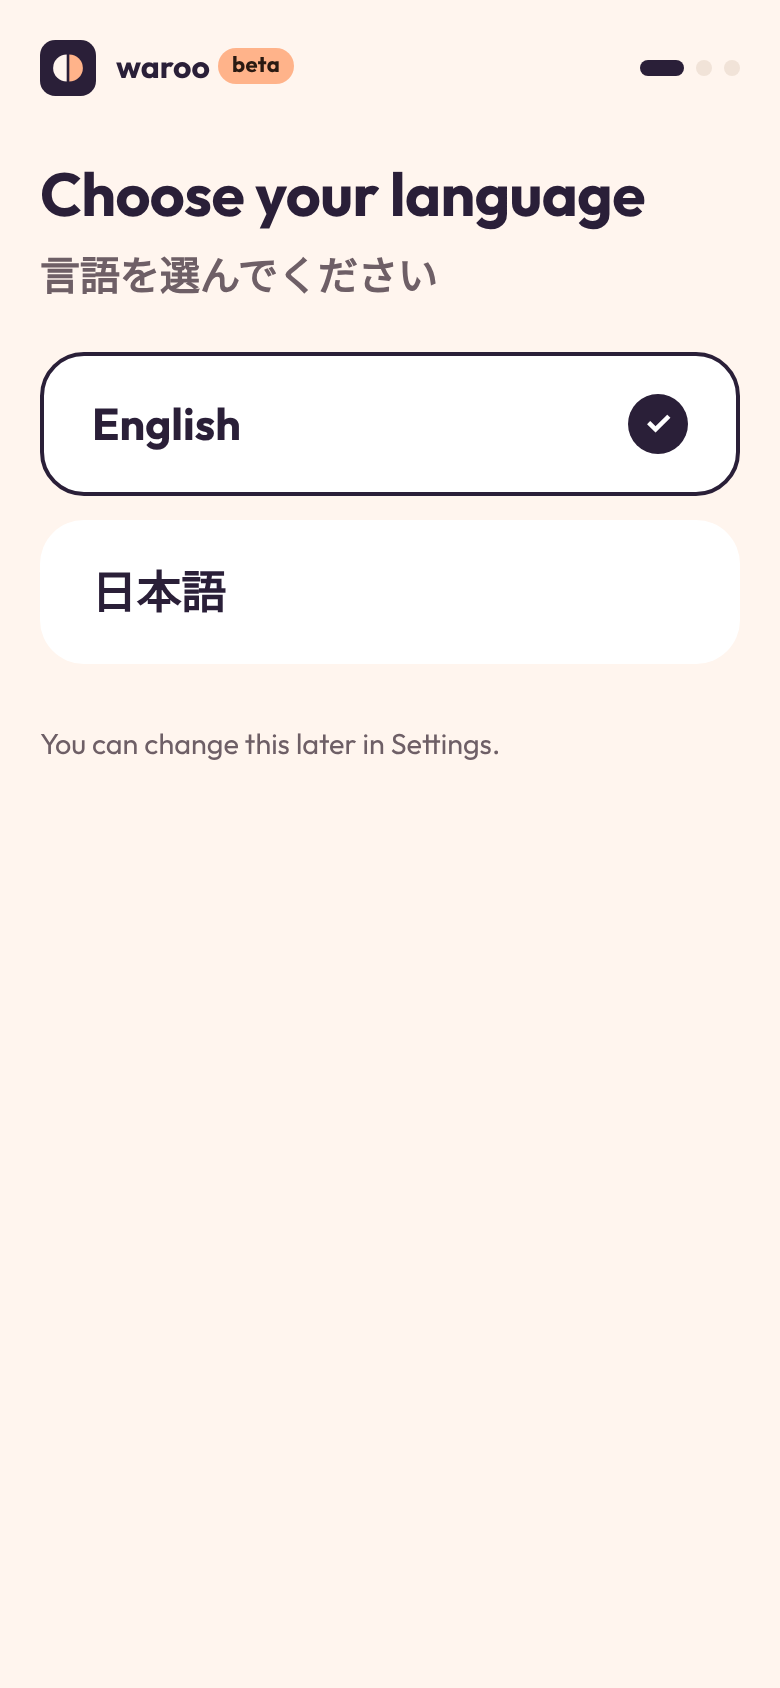 waroo beta
Choose your language
言語を選んでください
English
日本語
You can change this later in Settings.